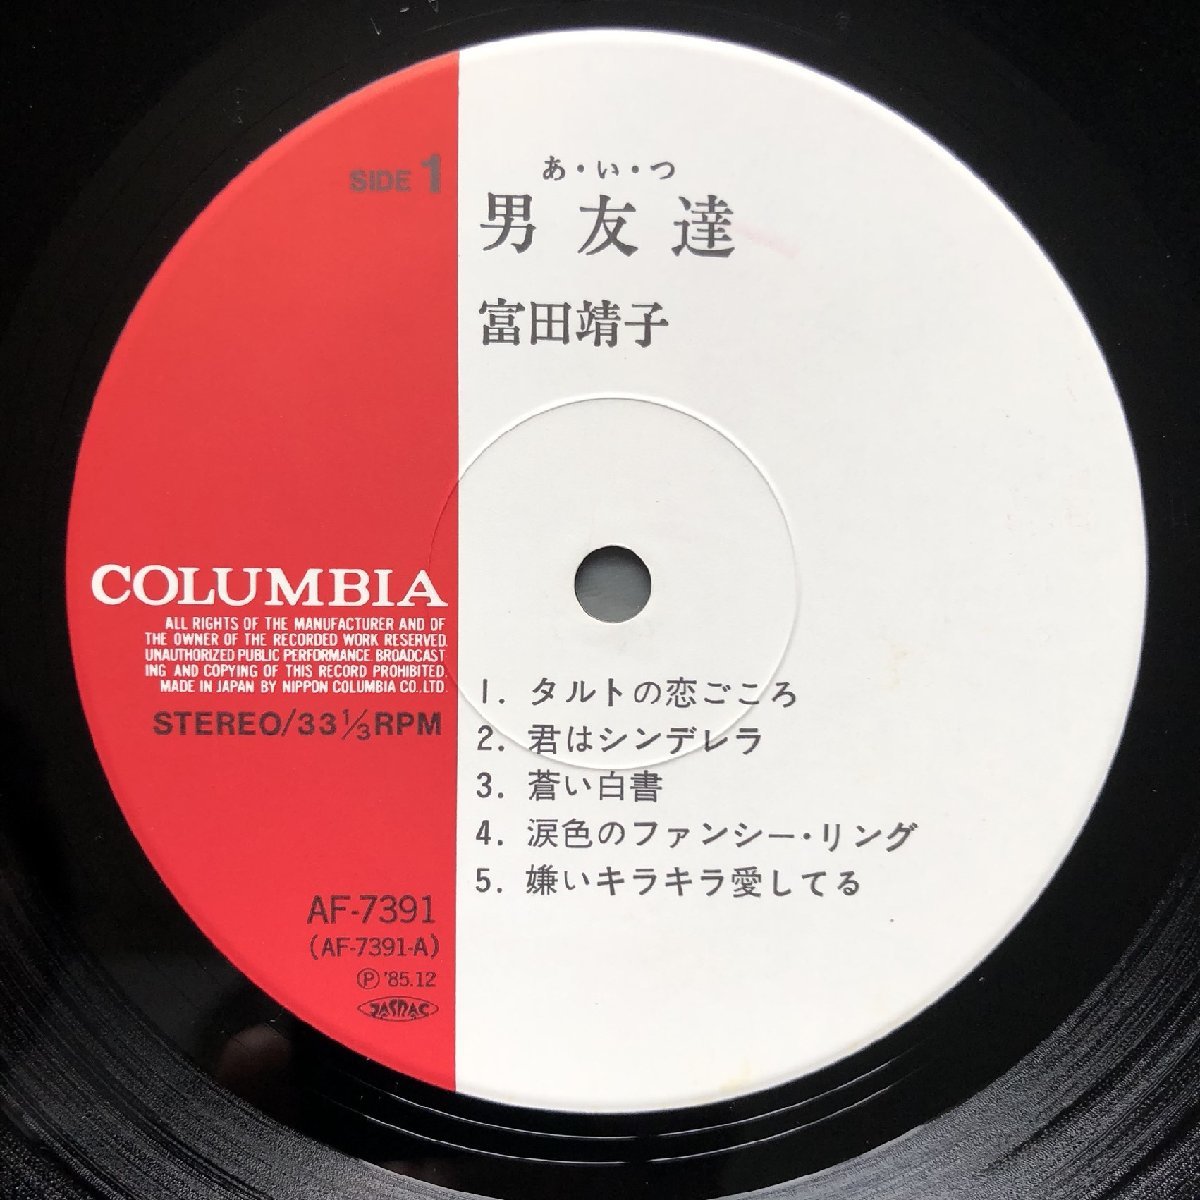 SIDE 1
あ・い・つ
男友達
富田靖子
COLUMBIA
ALL RIGHTS OF THE MANUFACTURER AND OF
THE OWNER OF THE RECORDED WORK RESERVED.
UNAUTHORIZED PUBLIC PERFORMANCE. BROADCAST
ING AND COPYING OF THIS RECORD PROHIBITED.
MADE IN JAPAN BY NIPPON COLUMBIA CO., LTD.
STEREO/33 1/3 RPM
1. タルトの恋ごころ
2. 君はシンデレラ
3. 蒼い白書
4. 涙色のファンシー・リング
5. 嫌いキラキラ愛してる
AF-7391
(AF-7391-A)
Ⓟ '85.12
JASRAC